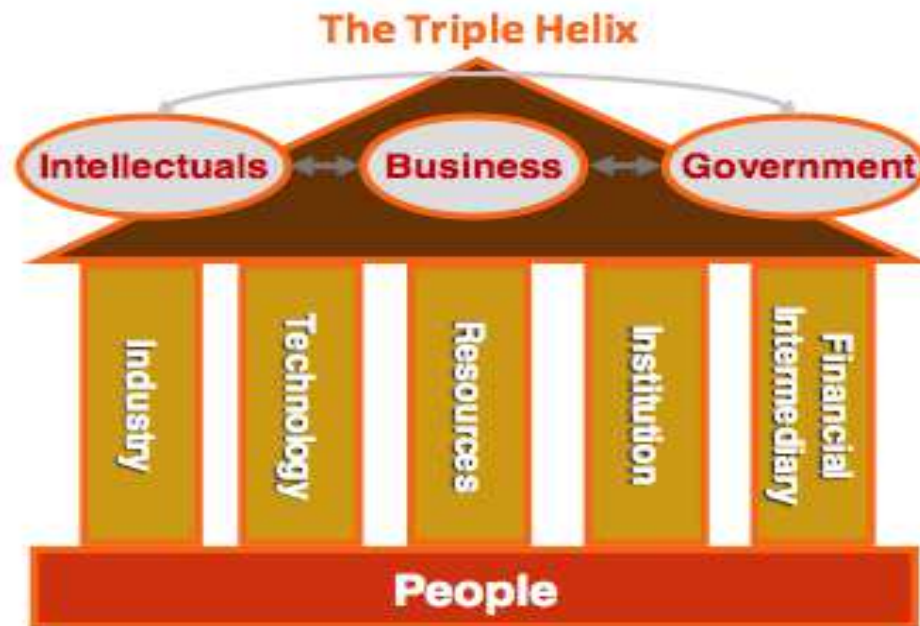 The Triple Helix
Intellectuals
Business
Government
Industry
Technology
Resources
Institution
Financial
Intermediary
People